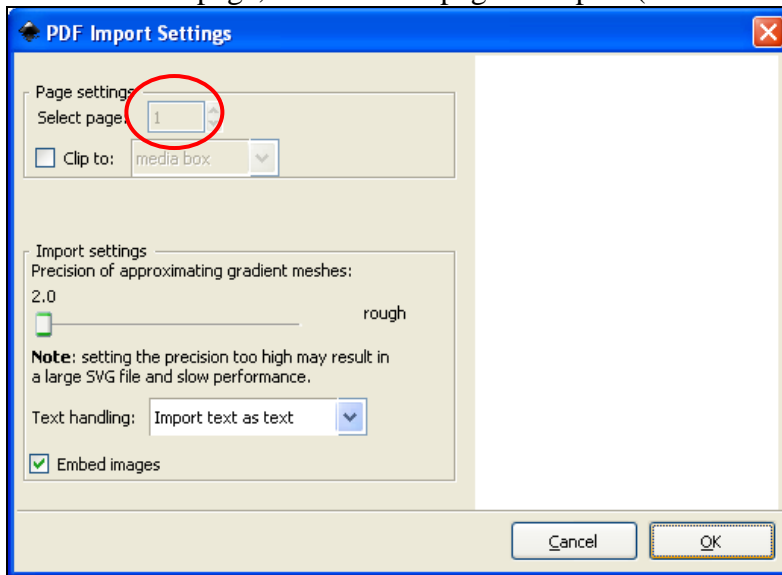 PDF Import Settings
Page settings
Select page: 1
Clip to: media box
Import settings
Precision of approximating gradient meshes:
2.0
rough
Note: setting the precision too high may result in
a large SVG file and slow performance.
Text handling: Import text as text
Embed images
Cancel OK